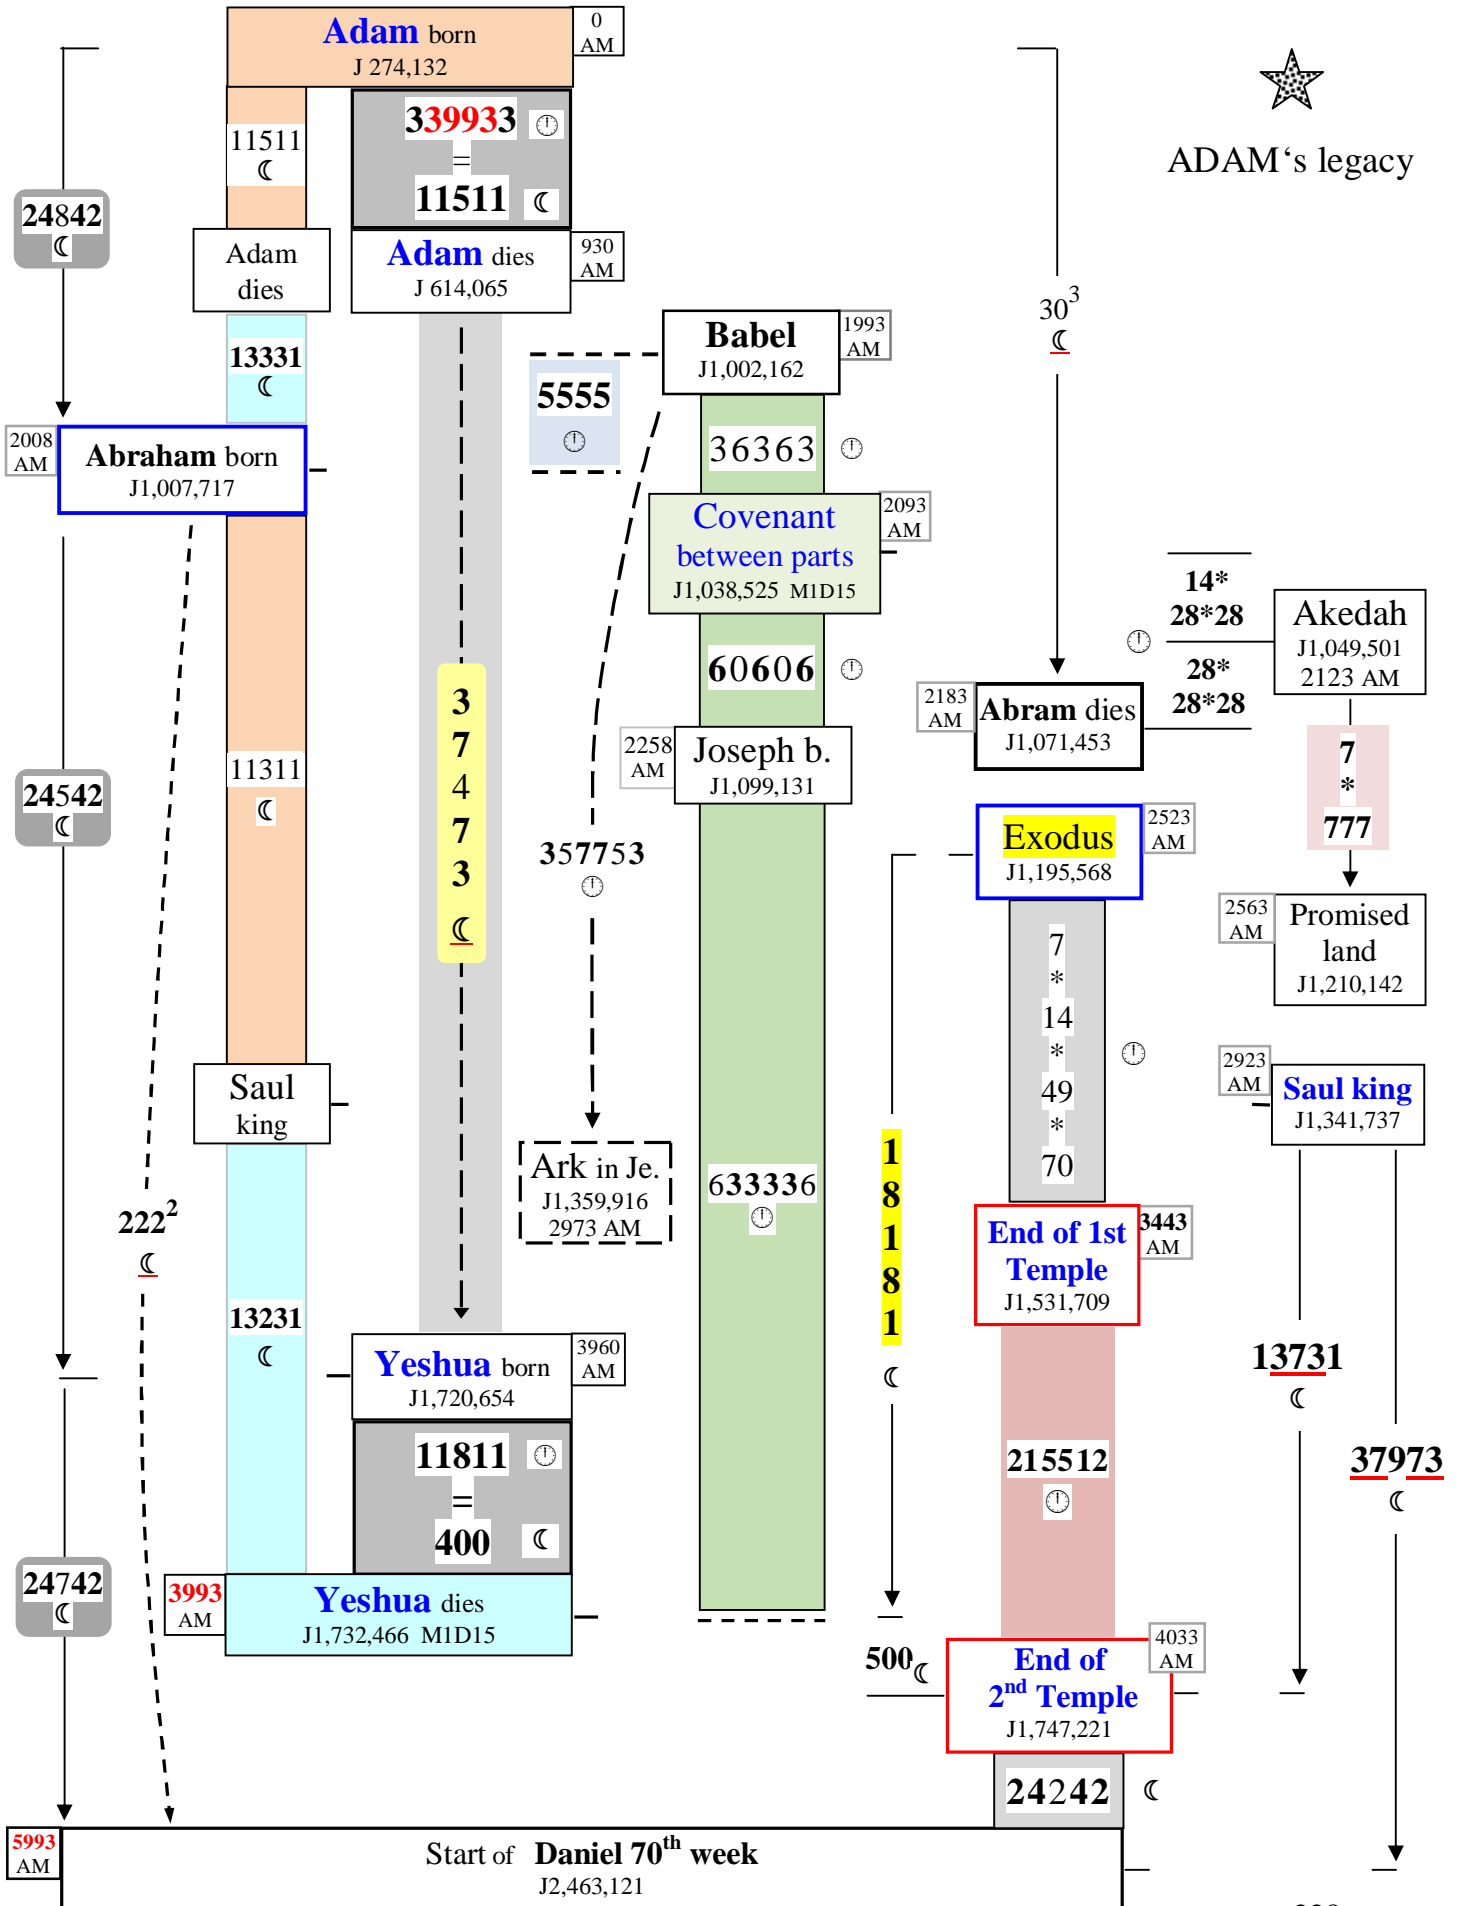 Adam born
J 274,132
0
AM
ADAM‘s legacy
11511
☾
339933
=
11511 ☾
24842
☾
Adam
dies
Adam dies
J 614,065
930
AM
30³
☾
13331
☾
Babel
J1,002,162
1993
AM
5555
2008
AM
Abraham born
J1,007,717
36363
Covenant
between parts
J1,038,525 M1D15
2093
AM
14*
28*28
28*
28*28
Akedah
J1,049,501
2123 AM
60606
2183
AM
Abram dies
J1,071,453
3
7
4
7
3
☾
2258
AM
Joseph b.
J1,099,131
7
*
777
24542
☾
11311
☾
357753
Exodus
J1,195,568
2523
AM
2563
AM
Promised
land
J1,210,142
7
*
14
*
49
*
70
Saul
king
2923
AM
Saul king
J1,341,737
Ark in Je.
J1,359,916
2973 AM
633336
1
8
1
8
1
☾
222²
☾
End of 1st
Temple
J1,531,709
3443
AM
13231
☾
Yeshua born
J1,720,654
3960
AM
13731
☾
11811
=
400 ☾
215512
37973
☾
24742
☾
3993
AM
Yeshua dies
J1,732,466 M1D15
500 ☾
End of
2nd Temple
J1,747,221
4033
AM
24242 ☾
5993
AM
Start of Daniel 70th week
J2,463,121